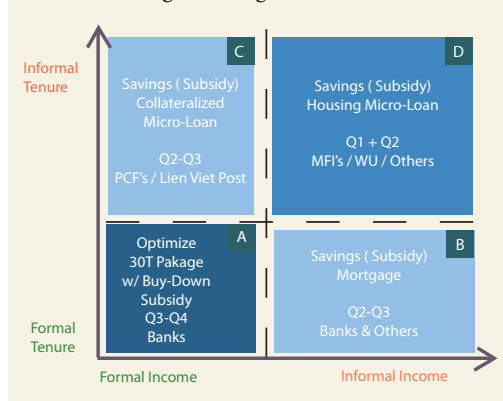 Informal
Tenure
C
Savings ( Subsidy)
Collateralized
Micro-Loan
Q2-Q3
PCF's / Lien Viet Post
D
Savings ( Subsidy)
Housing Micro-Loan
Q1 + Q2
MFI's / WU / Others
A
Optimize
30T Pakage
w/ Buy-Down
Subsidy
Q3-Q4
Banks
B
Savings ( Subsidy)
Mortgage
Q2-Q3
Banks & Others
Formal
Tenure
Formal Income
Informal Income